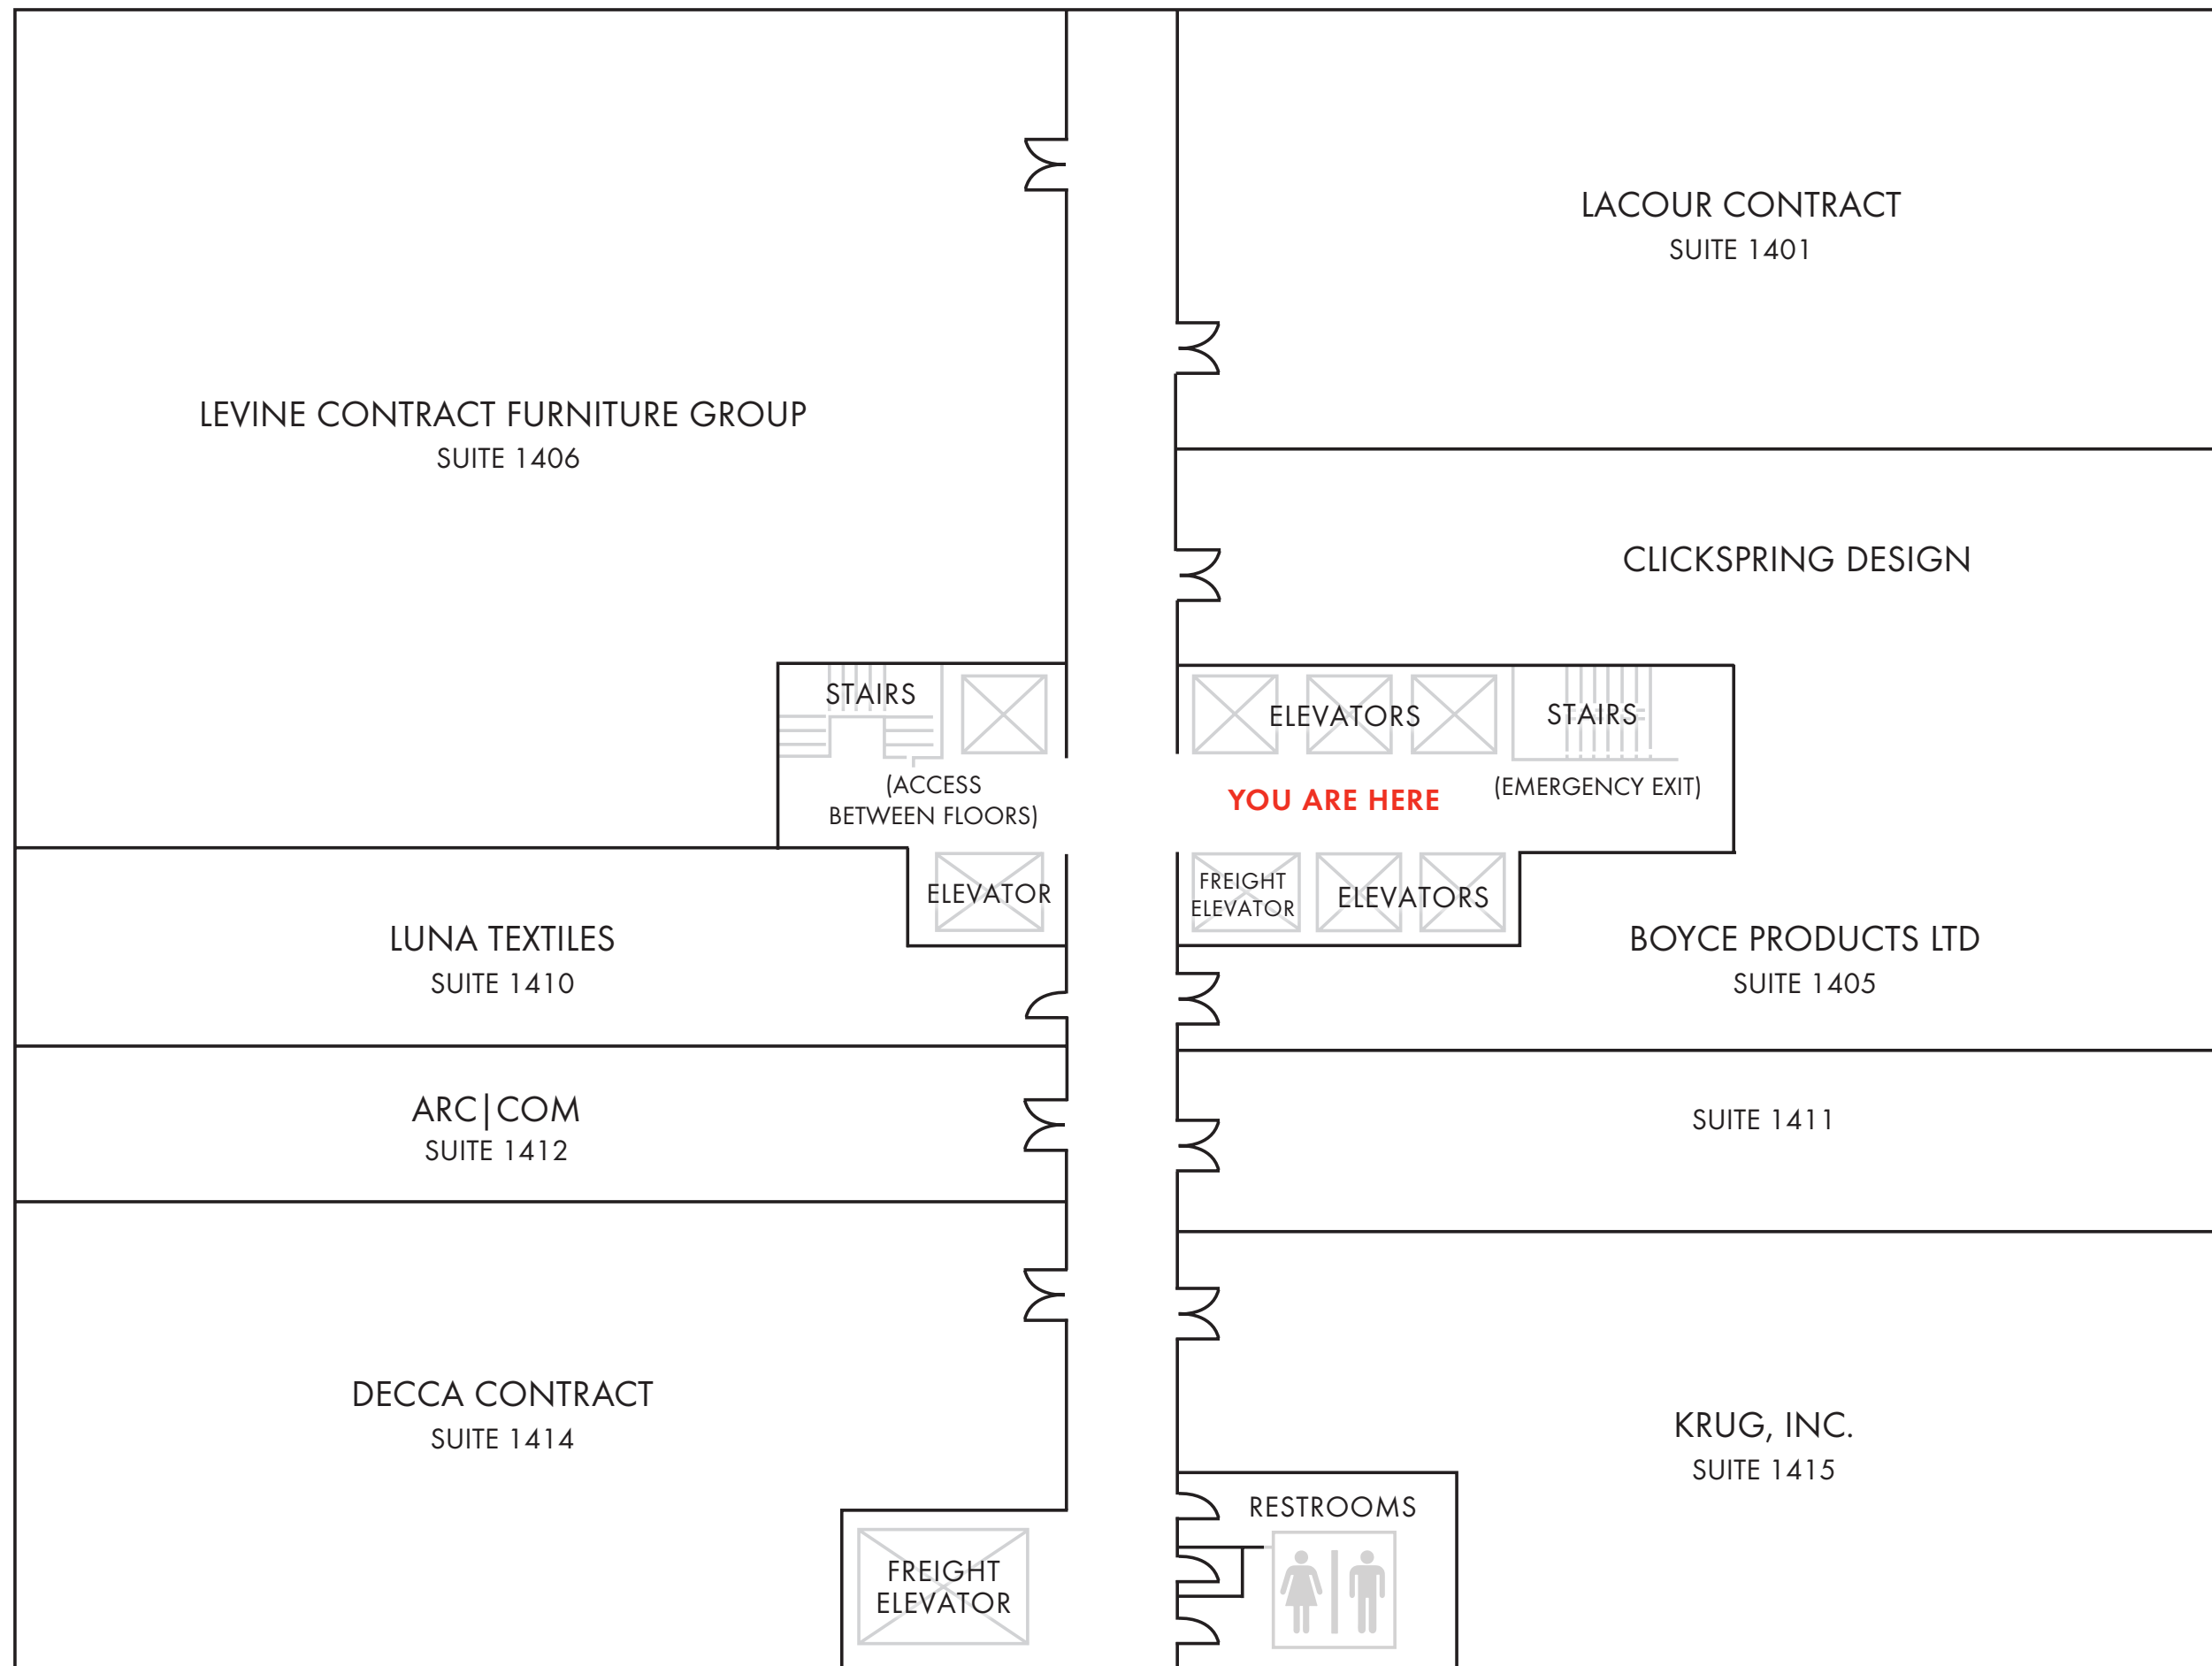 LACOUR CONTRACT
SUITE 1401
LEVINE CONTRACT FURNITURE GROUP
SUITE 1406
CLICKSPRING DESIGN
STAIRS
(ACCESS
BETWEEN FLOORS)
ELEVATORS
STAIRS
YOU ARE HERE
(EMERGENCY EXIT)
ELEVATOR
FREIGHT
ELEVATOR
ELEVATORS
LUNA TEXTILES
SUITE 1410
BOYCE PRODUCTS LTD
SUITE 1405
ARC|COM
SUITE 1412
SUITE 1411
DECCA CONTRACT
SUITE 1414
KRUG, INC.
SUITE 1415
FREIGHT
ELEVATOR
RESTROOMS